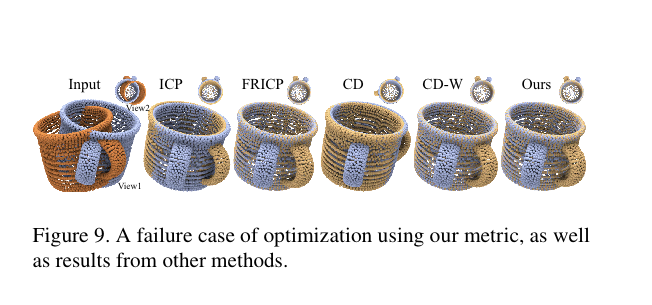 Input ICP FRICP CD CD-W Ours
View2
View1
Figure 9. A failure case of optimization using our metric, as well
as results from other methods.